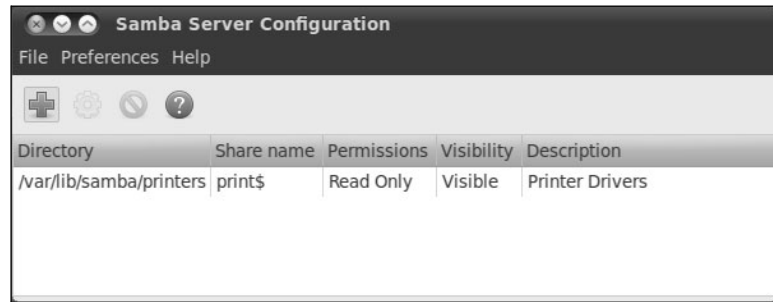 Samba Server Configuration
File Preferences Help
Directory Share name Permissions Visibility Description
/var/lib/samba/printers print$ Read Only Visible Printer Drivers